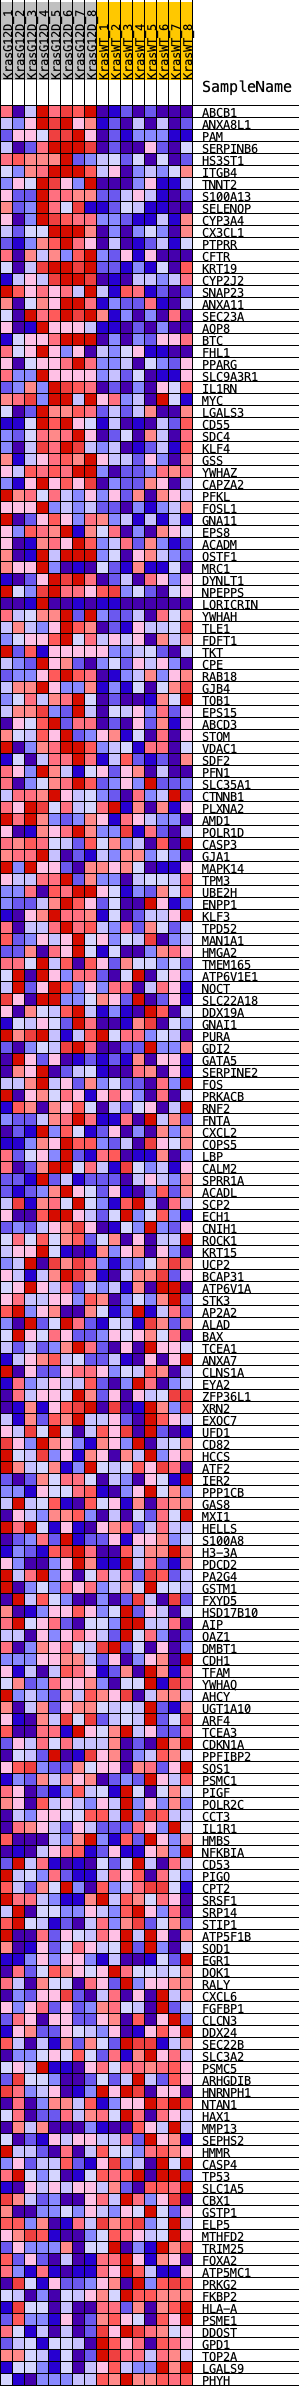 KrasG12D_1
KrasG12D_2
KrasG12D_3
KrasG12D_4
KrasG12D_5
KrasG12D_6
KrasG12D_7
KrasG12D_8
KrasWT_1
KrasWT_2
KrasWT_3
KrasWT_4
KrasWT_5
KrasWT_6
KrasWT_7
KrasWT_8
SampleName
ABCB1
ANXA8L1
PAM
SERPINB6
HS3ST1
ITGB4
TNNT2
S100A13
SELENOP
CYP3A4
CX3CL1
PTPRR
CFTR
KRT19
CYP2J2
SNAP23
ANXA11
SEC23A
AQP8
BTC
FHL1
PPARG
SLC9A3R1
IL1RN
MYC
LGALS3
CD55
SDC4
KLF4
GSS
YWHAZ
CAPZA2
PFKL
FOSL1
GNA11
EPS8
ACADM
OSTF1
MRC1
DYNLT1
NPEPPS
LORICRIN
YWHAH
TLE1
FDFT1
TKT
CPE
RAB18
GJB4
TOB1
EPS15
ABCD3
STOM
VDAC1
SDF2
PFN1
SLC35A1
CTNNB1
PLXNA2
AMD1
POLR1D
CASP3
GJA1
MAPK14
TPM3
UBE2H
ENPP1
KLF3
TPD52
MAN1A1
HMGA2
TMEM165
ATP6V1E1
NOCT
SLC22A18
DDX19A
GNAI1
PURA
GDI2
GATA5
SERPINE2
FOS
PRKACB
RNF2
FNTA
CXCL2
COPS5
LBP
CALM2
SPRR1A
ACADL
SCP2
ECH1
CNIH1
ROCK1
KRT15
UCP2
BCAP31
ATP6V1A
STK3
AP2A2
ALAD
BAX
TCEA1
ANXA7
CLNS1A
EYA2
ZFP36L1
XRN2
EXOC7
UFD1
CD82
HCCS
ATF2
IER2
PPP1CB
GAS8
MXI1
HELLS
S100A8
H3-3A
PDCD2
PA2G4
GSTM1
FXYD5
HSD17B10
AIP
OAZ1
DMBT1
CDH1
TFAM
YWHAQ
AHCY
UGT1A10
ARF4
TCEA3
CDKN1A
PPFIBP2
SOS1
PSMC1
PIGF
POLR2C
CCT3
IL1R1
HMBS
NFKBIA
CD53
PIGQ
CPT2
SRSF1
SRP14
STIP1
ATP5F1B
SOD1
EGR1
DOK1
RALY
CXCL6
FGFBP1
CLCN3
DDX24
SEC22B
SLC3A2
PSMC5
ARHGDIB
HNRNPH1
NTAN1
HAX1
MMP13
SEPHS2
HMMR
CASP4
TP53
SLC1A5
CBX1
GSTP1
ELP5
MTHFD2
TRIM25
FOXA2
ATP5MC1
PRKG2
FKBP2
HLA-A
PSME1
DDOST
GPD1
TOP2A
LGALS9
PHYH